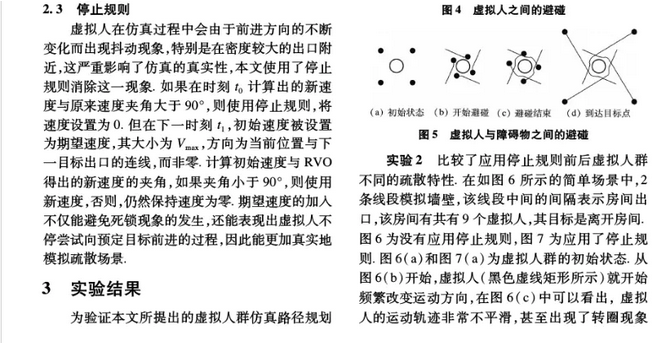 2. 3 停止规则
虚拟人在仿真过程中会由于前进方向的不断
变化而出现抖动现象,特别是在密度较大的出口附
近,这严重影响了仿真的真实性,本文使用了停止
规则消除这一现象. 如果在时刻 t0 计算出的新速
度与原来速度夹角大于 90°,则使用停止规则,将
速度设置为 0. 但在下一时刻 t1,初始速度被设置
为期望速度,其大小为 Vmax,方向为当前位置与下
一目标出口的连线,而非零. 计算初始速度与 RVO
得出的新速度的夹角,如果夹角小于 90°,则使用
新速度,否则,仍然保持速度为零. 期望速度的加入
不仅能避免死锁现象的发生,还能表现出虚拟人不
停尝试向预定目标前进的过程,因此能更加真实地
模拟疏散场景.
3 实验结果
为验证本文所提出的虚拟人群仿真路径规划
图 4 虚拟人之间的避碰
(a) 初始状态 (b) 开始避碰 (c) 避碰结束 (d) 到达目标点
图 5 虚拟人与障碍物之间的避碰
实验 2 比较了应用停止规则前后虚拟人群
不同的疏散特性. 在如图 6 所示的简单场景中,2
条线段模拟墙壁,该线段中间的间隔表示房间出
口,该房间有共有 9 个虚拟人,其目标是离开房间.
图 6 为没有应用停止规则,图 7 为应用了停止规
则. 图 6(a)和图 7(a)为虚拟人群的初始状态. 从
图 6(b)开始,虚拟人(黑色虚线矩形所示)就开始
频繁改变运动方向,在图 6(c)中可以看出, 虚拟
人的运动轨迹非常不平滑,甚至出现了转圈现象